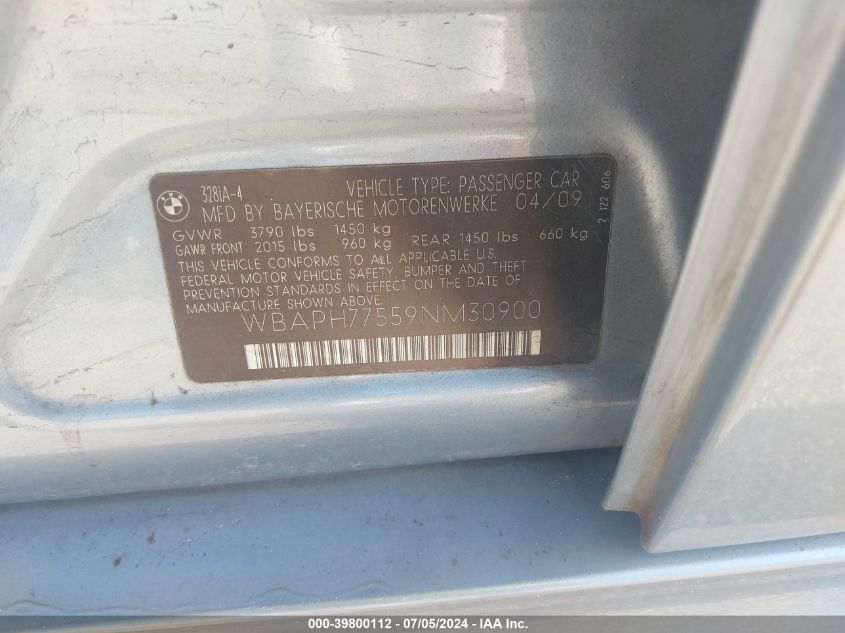 BMW
328iA-4
VEHICLE TYPE: PASSENGER CAR
MFD BY BAYERISCHE MOTORENWERKE 04/09
GVWR 3790 lbs 1450 kg
GAWR FRONT 2015 lbs 960 kg REAR 1450 lbs 660 kg
THIS VEHICLE CONFORMS TO ALL APPLICABLE U.S.
FEDERAL MOTOR VEHICLE SAFETY, BUMPER AND THEFT
PREVENTION STANDARDS IN EFFECT ON THE DATE OF
MANUFACTURE SHOWN ABOVE.
WBAPH77559NM30900
2 122 606
000-39800112 - 07/05/2024 - IAA Inc.